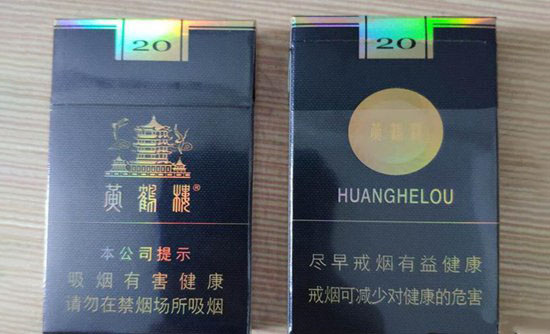 20
黄鹤楼®
本公司提示
吸烟有害健康
请勿在禁烟场所吸烟
20
黄鹤楼
HUANGHELOU
尽早戒烟有益健康
戒烟可减少对健康的危害